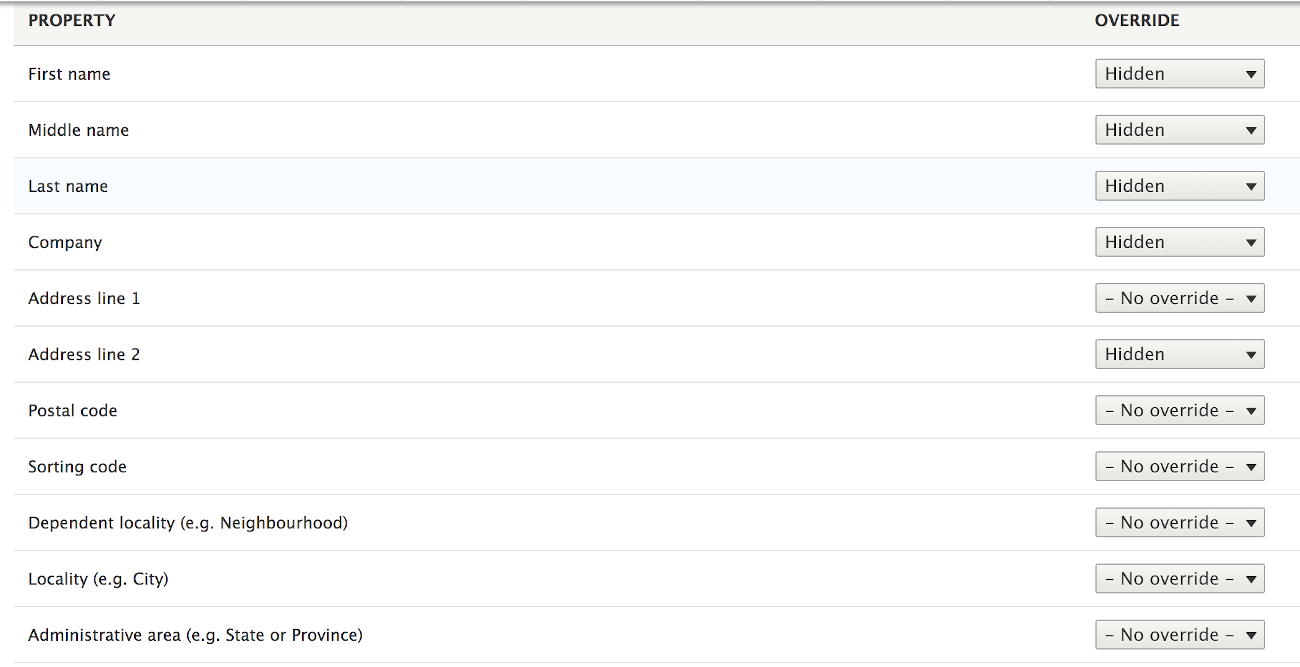 PROPERTY OVERRIDE
First name Hidden
Middle name Hidden
Last name Hidden
Company Hidden
Address line 1 – No override –
Address line 2 Hidden
Postal code – No override –
Sorting code – No override –
Dependent locality (e.g. Neighbourhood) – No override –
Locality (e.g. City) – No override –
Administrative area (e.g. State or Province) – No override –